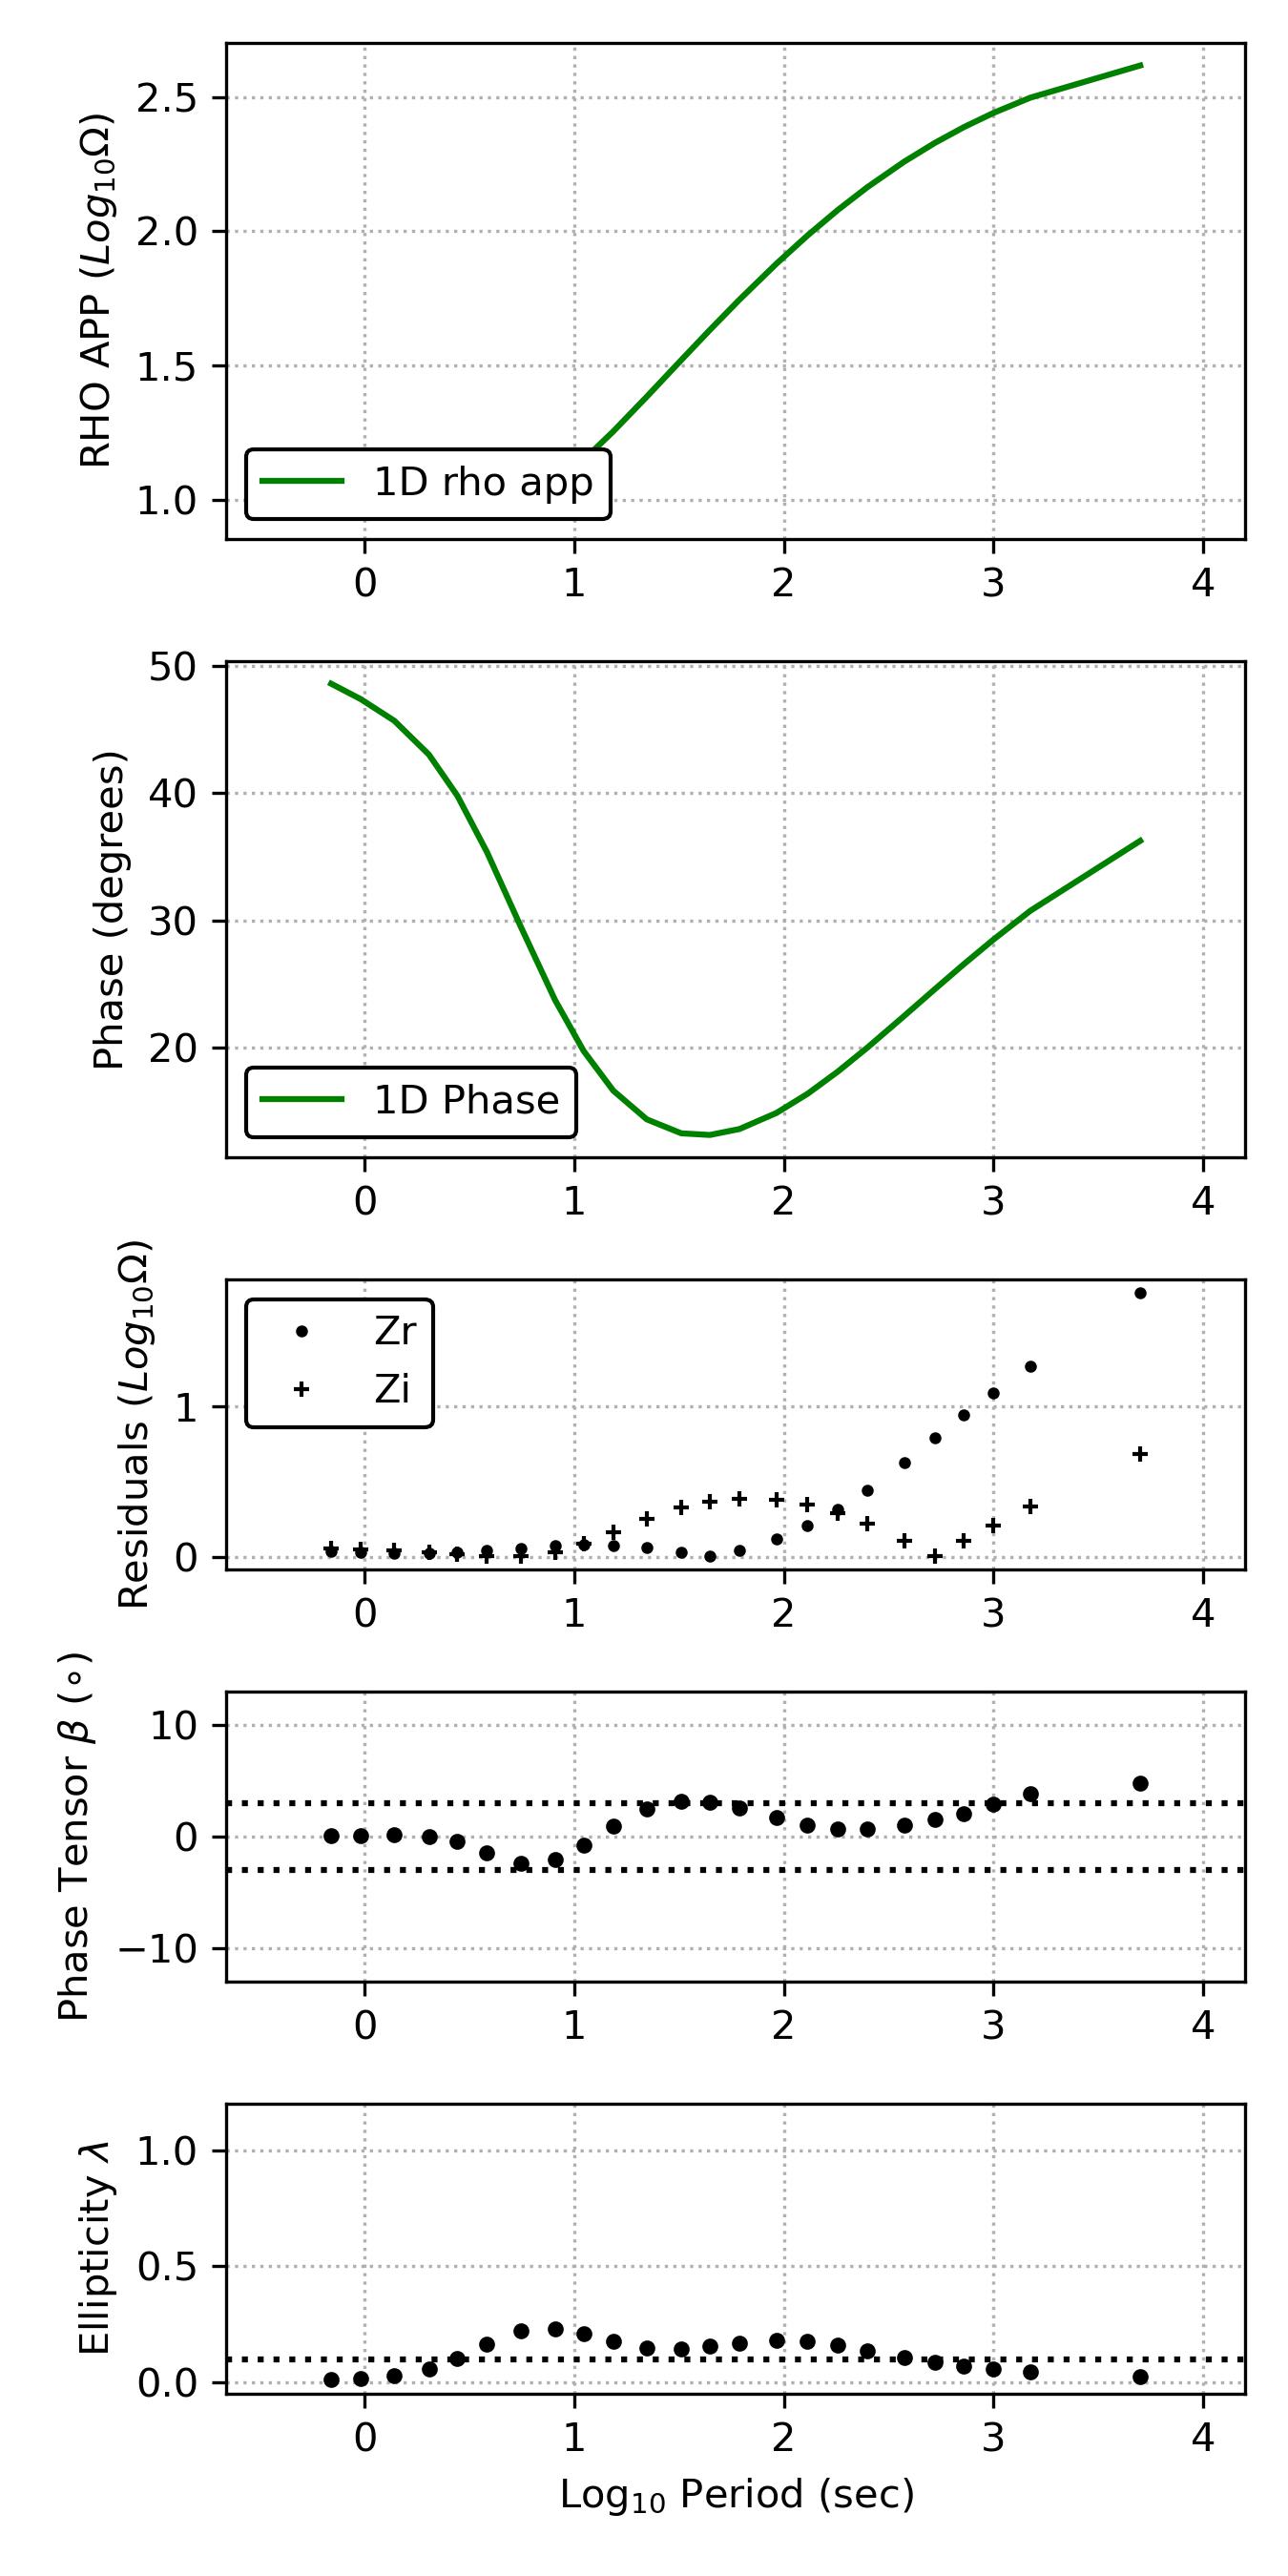 RHO APP (Log₁₀Ω)
2.5
2.0
1.5
1.0
1D rho app
0 1 2 3 4
Phase (degrees)
50
40
30
20
1D Phase
0 1 2 3 4
Residuals (Log₁₀Ω)
1
0
Zr
Zi
0 1 2 3 4
Phase Tensor β (∘)
10
0
−10
0 1 2 3 4
Ellipticity λ
1.0
0.5
0.0
0 1 2 3 4
Log₁₀ Period (sec)